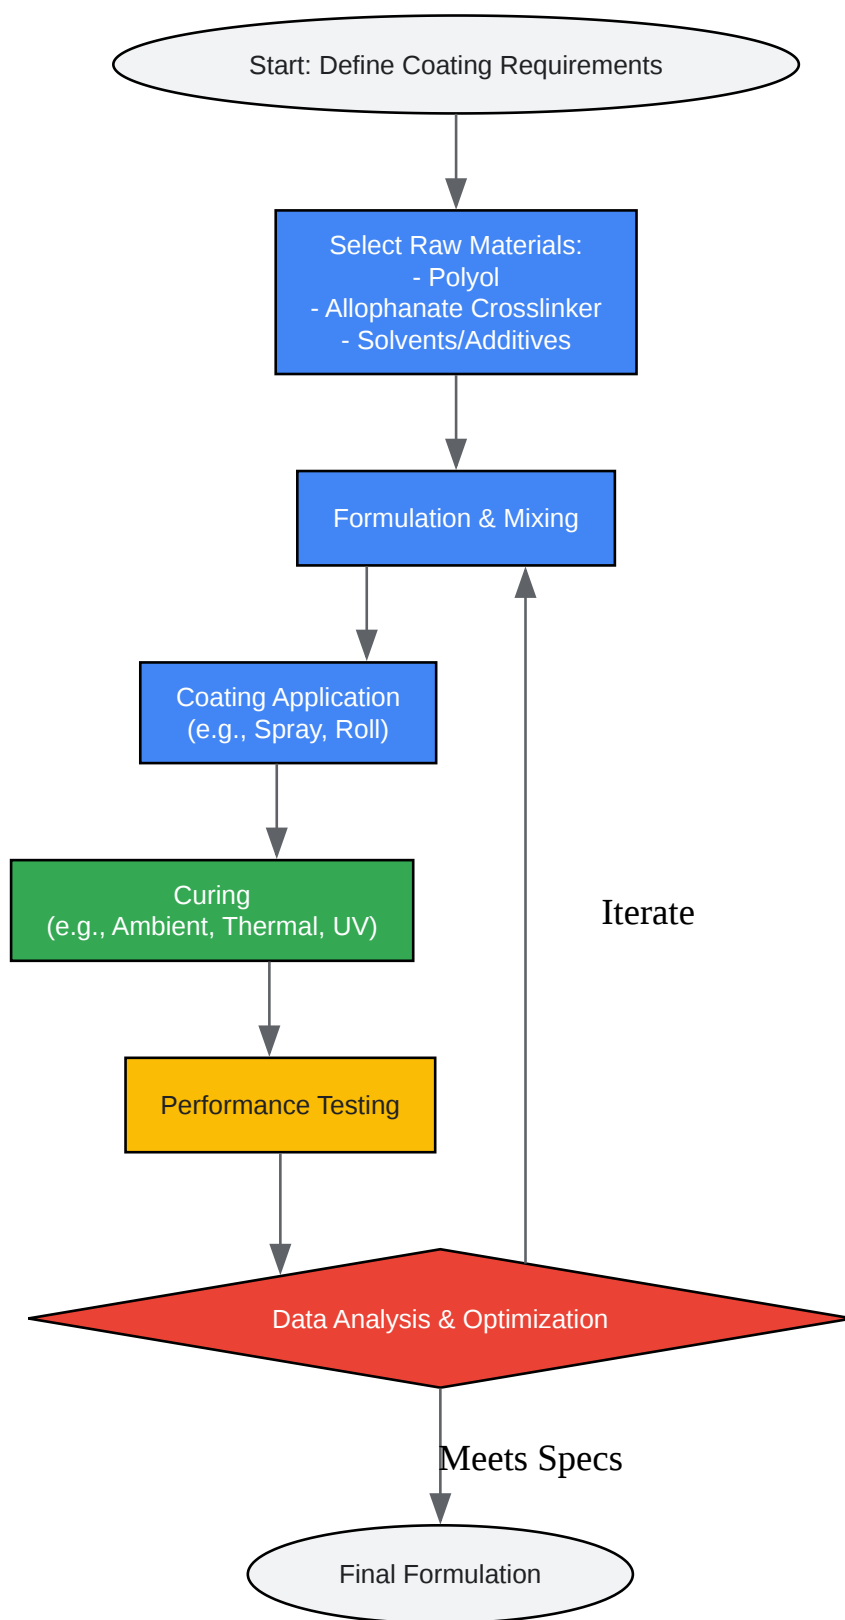 Start: Define Coating Requirements
Select Raw Materials:
- Polyol
- Allophanate Crosslinker
- Solvents/Additives
Formulation & Mixing
Coating Application
(e.g., Spray, Roll)
Curing
(e.g., Ambient, Thermal, UV)
Iterate
Performance Testing
Data Analysis & Optimization
Meets Specs
Final Formulation